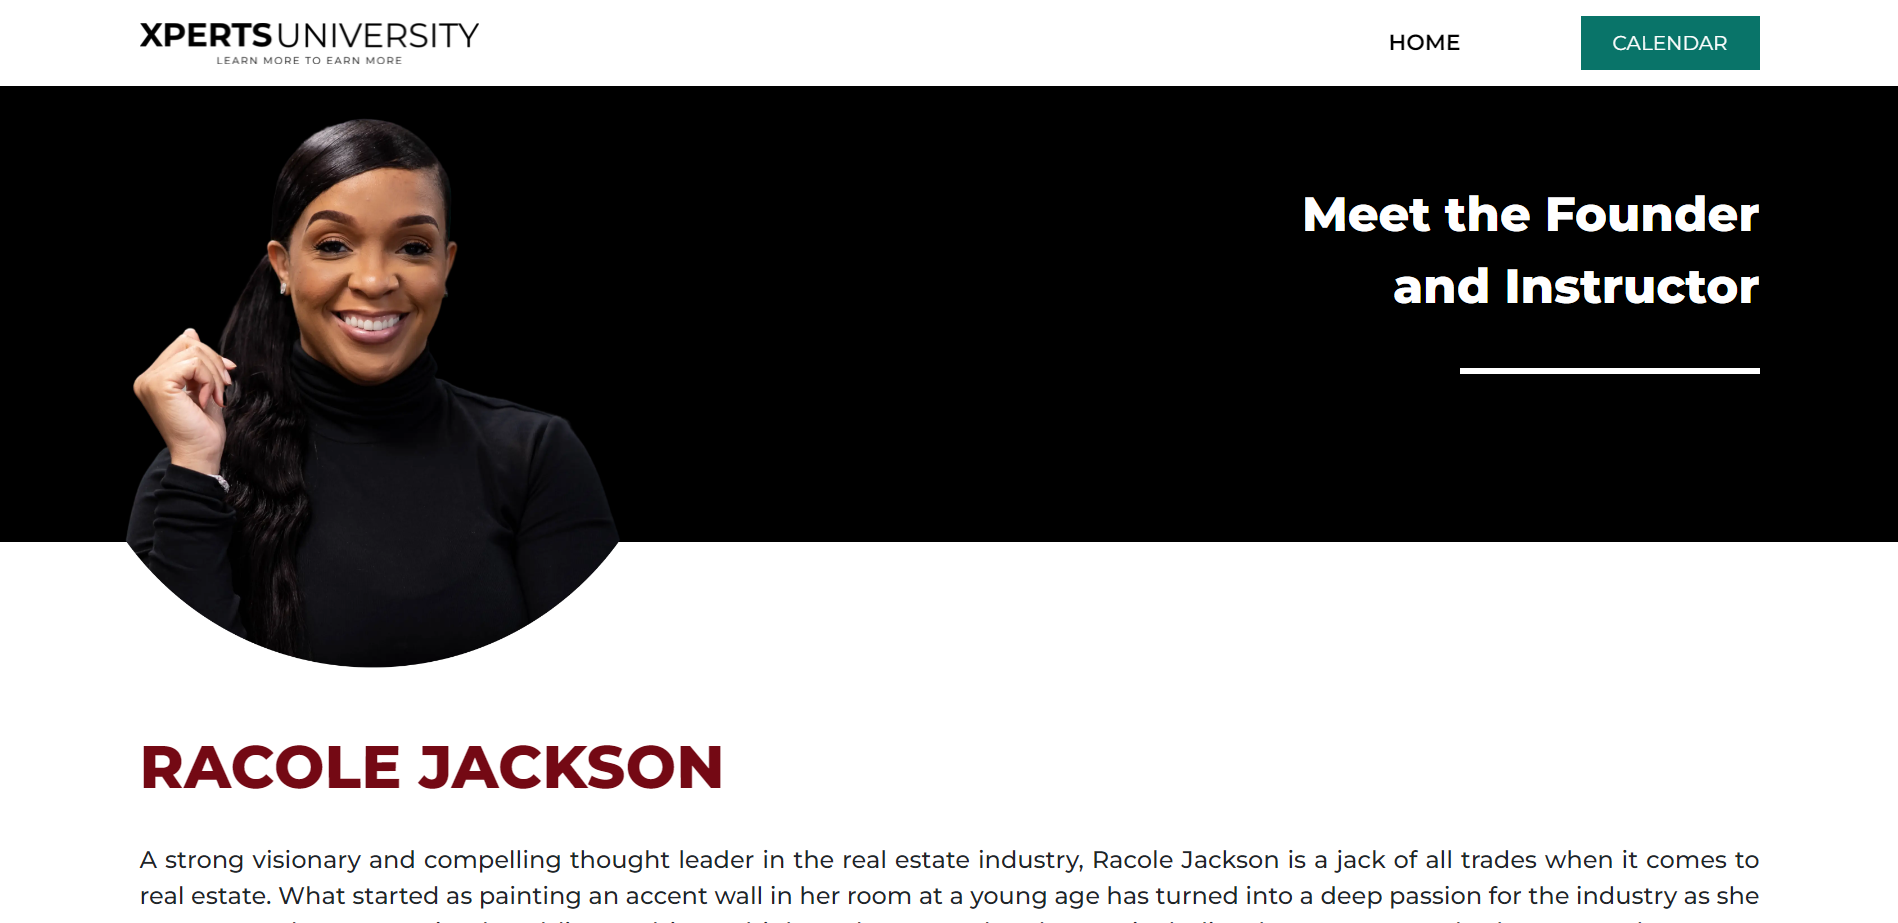 XPERTS UNIVERSITY
LEARN MORE TO EARN MORE
HOME
CALENDAR
Meet the Founder
and Instructor
RACOLE JACKSON
A strong visionary and compelling thought leader in the real estate industry, Racole Jackson is a jack of all trades when it comes to
real estate. What started as painting an accent wall in her room at a young age has turned into a deep passion for the industry as she